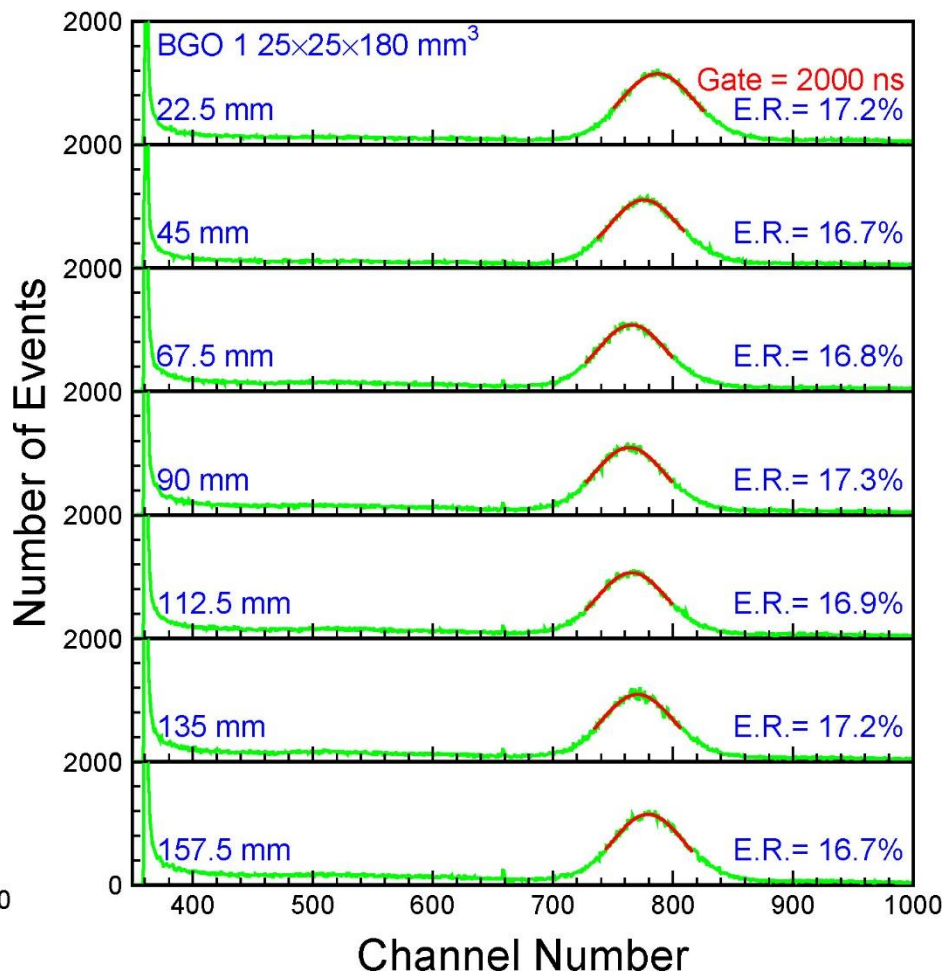 2000
BGO 1 25×25×180 mm³
Gate = 2000 ns
22.5 mm
E.R.= 17.2%
2000
45 mm
E.R.= 16.7%
2000
67.5 mm
E.R.= 16.8%
2000
90 mm
E.R.= 17.3%
2000
112.5 mm
E.R.= 16.9%
2000
135 mm
E.R.= 17.2%
2000
157.5 mm
E.R.= 16.7%
0
Number of Events
0
400 500 600 700 800 900 1000
Channel Number